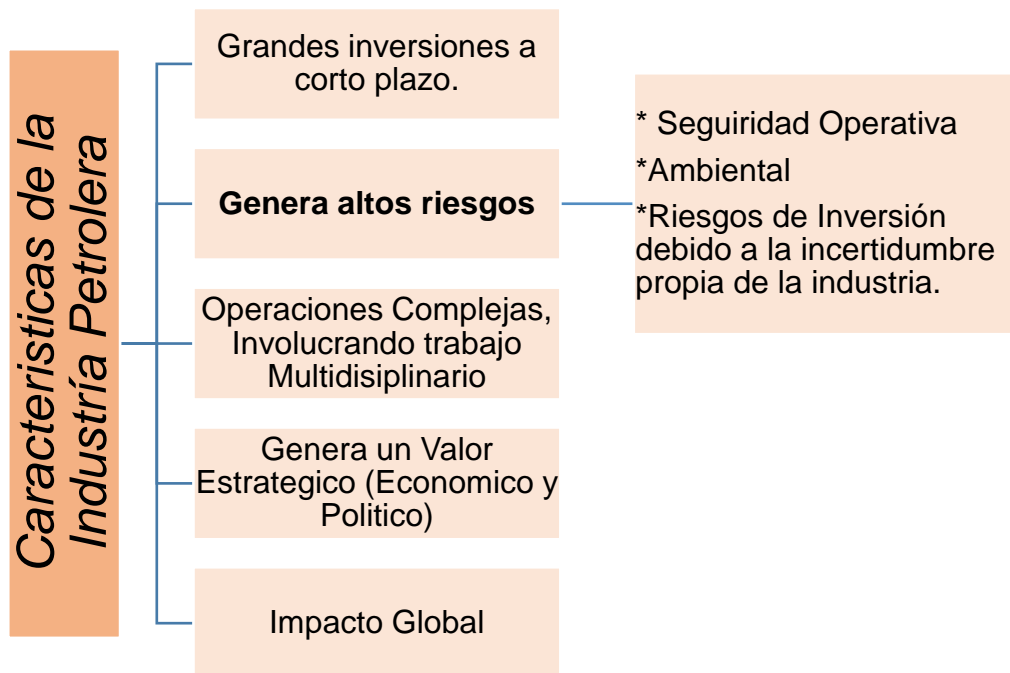 Caracteristicas de la
Industría Petrolera
Grandes inversiones a
corto plazo.
Genera altos riesgos
* Seguiridad Operativa
*Ambiental
*Riesgos de Inversión
debido a la incertidumbre
propia de la industria.
Operaciones Complejas,
Involucrando trabajo
Multidisiplinario
Genera un Valor
Estrategico (Economico y
Politico)
Impacto Global